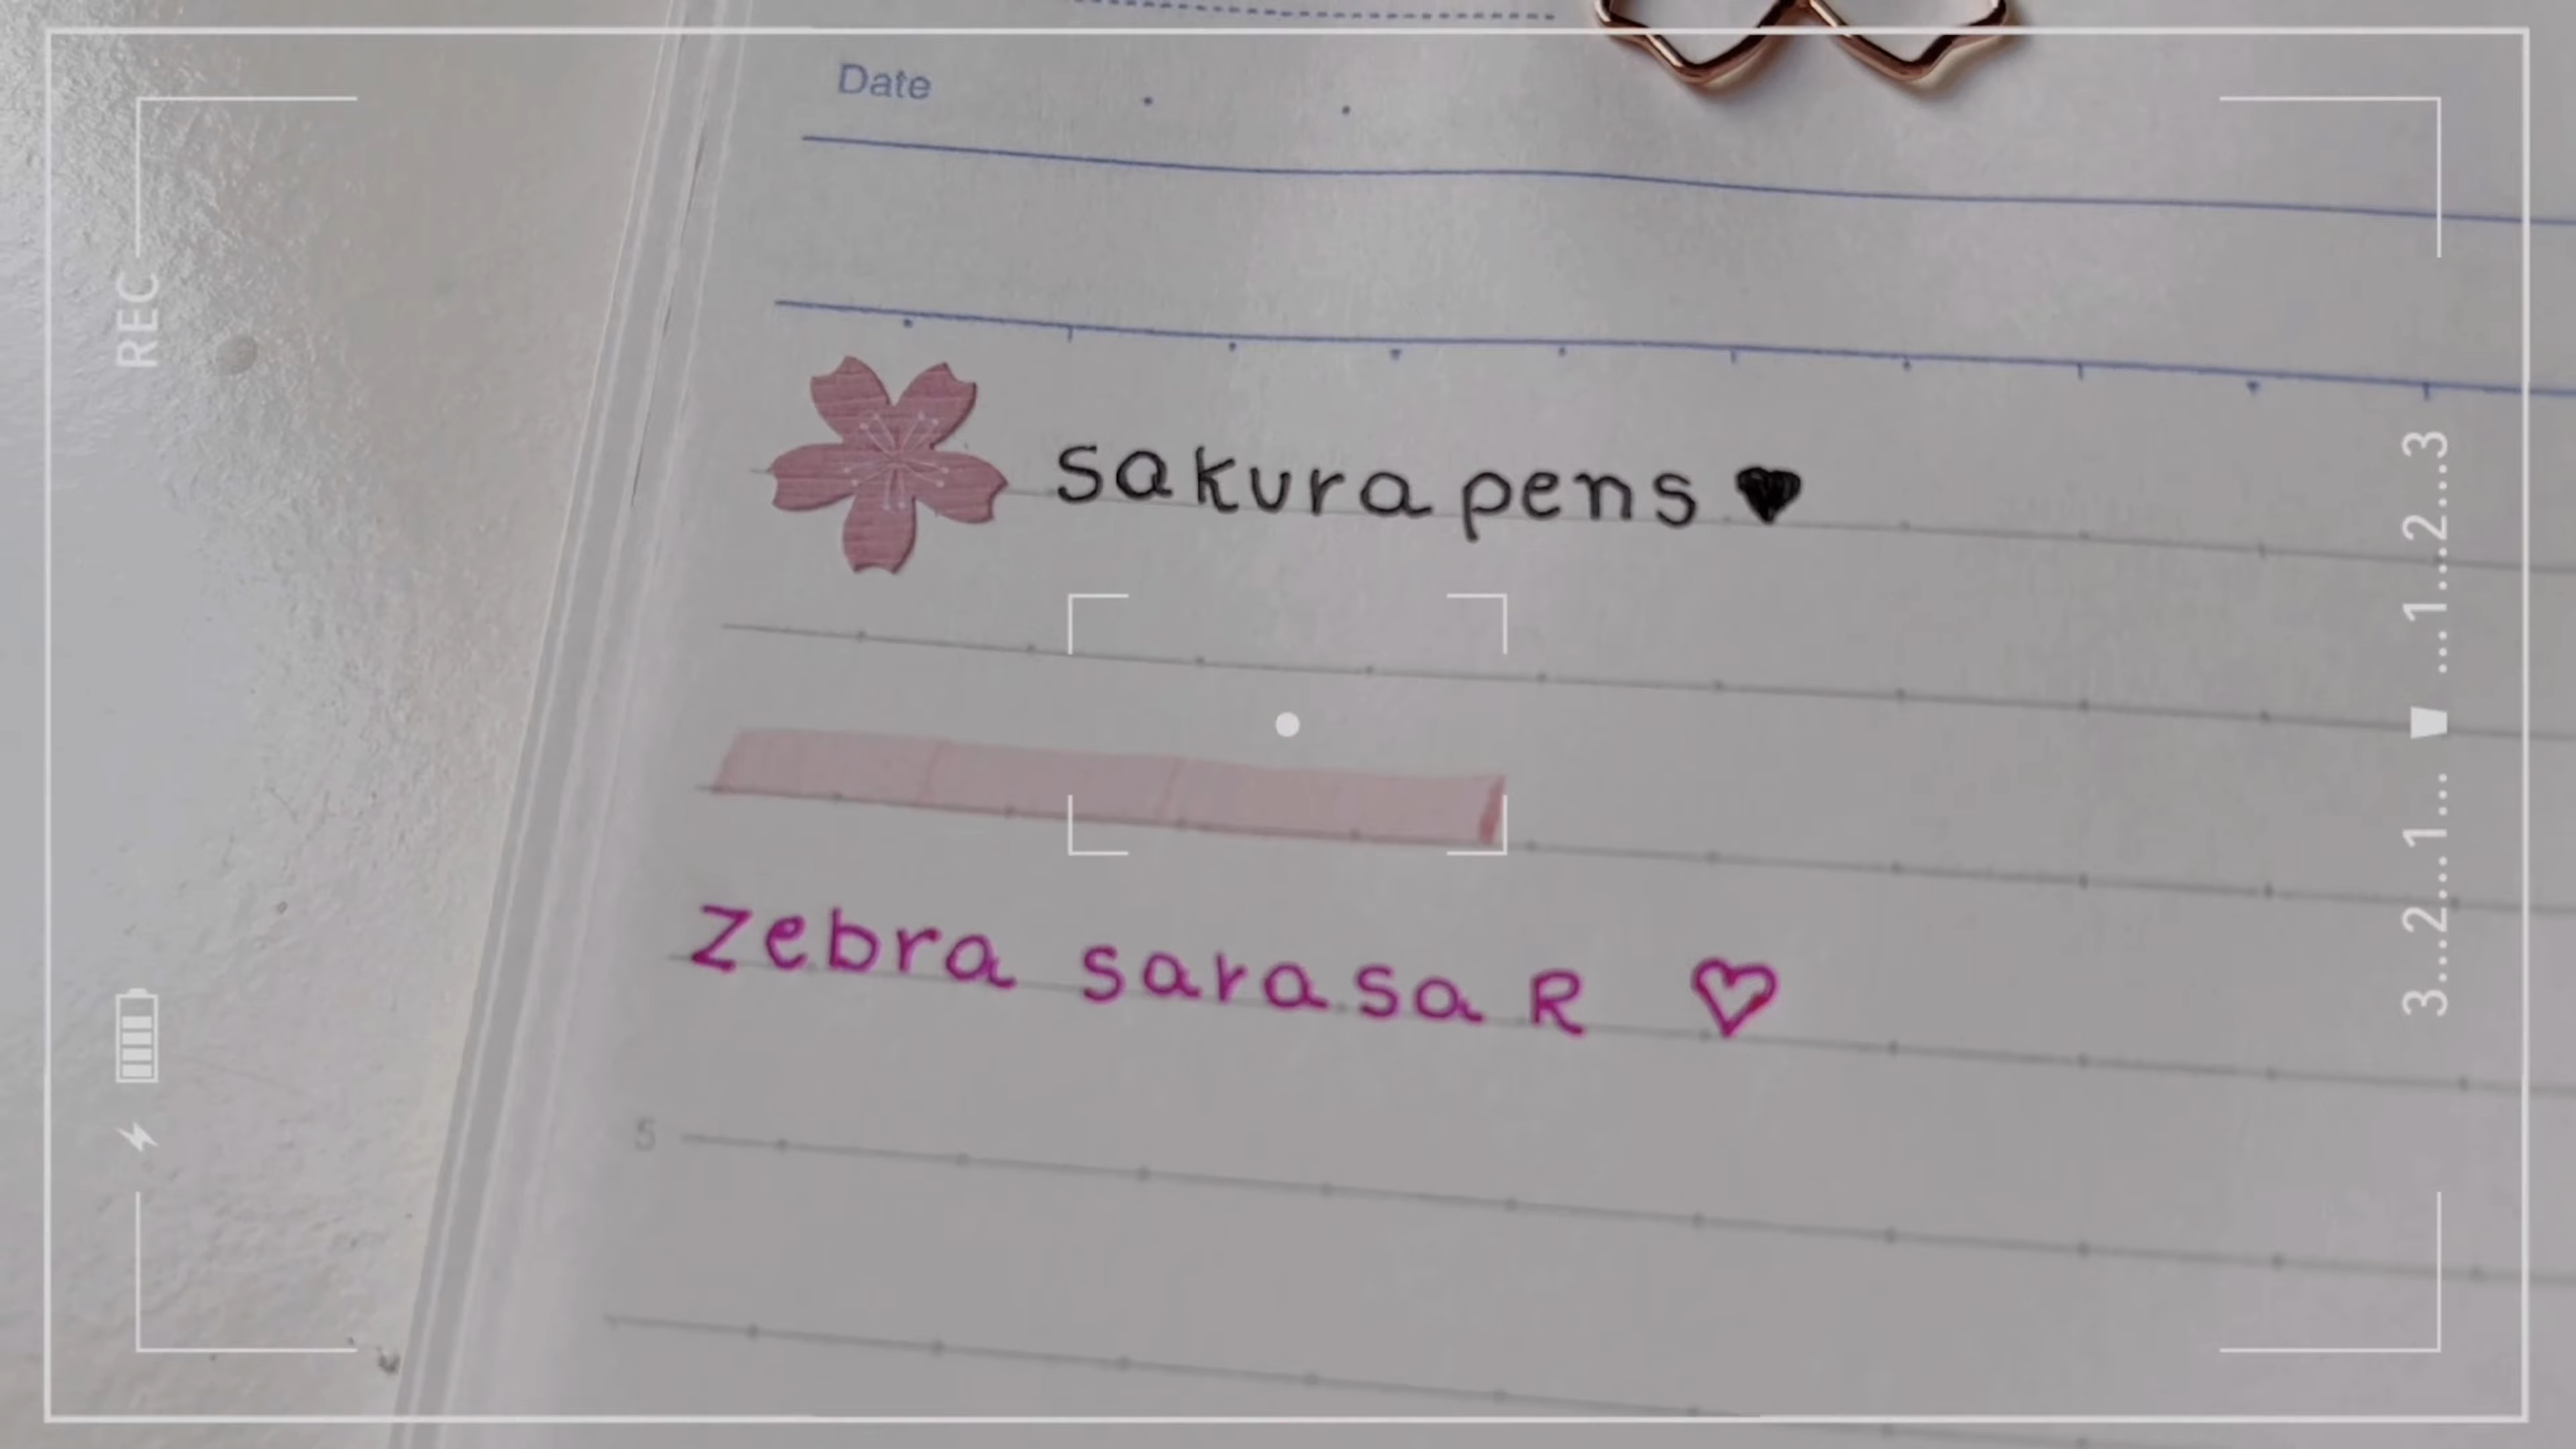 Date
REC
sakura pens ♥
zebra sarasa R ♡
5
3...2...1... ...1...2...3